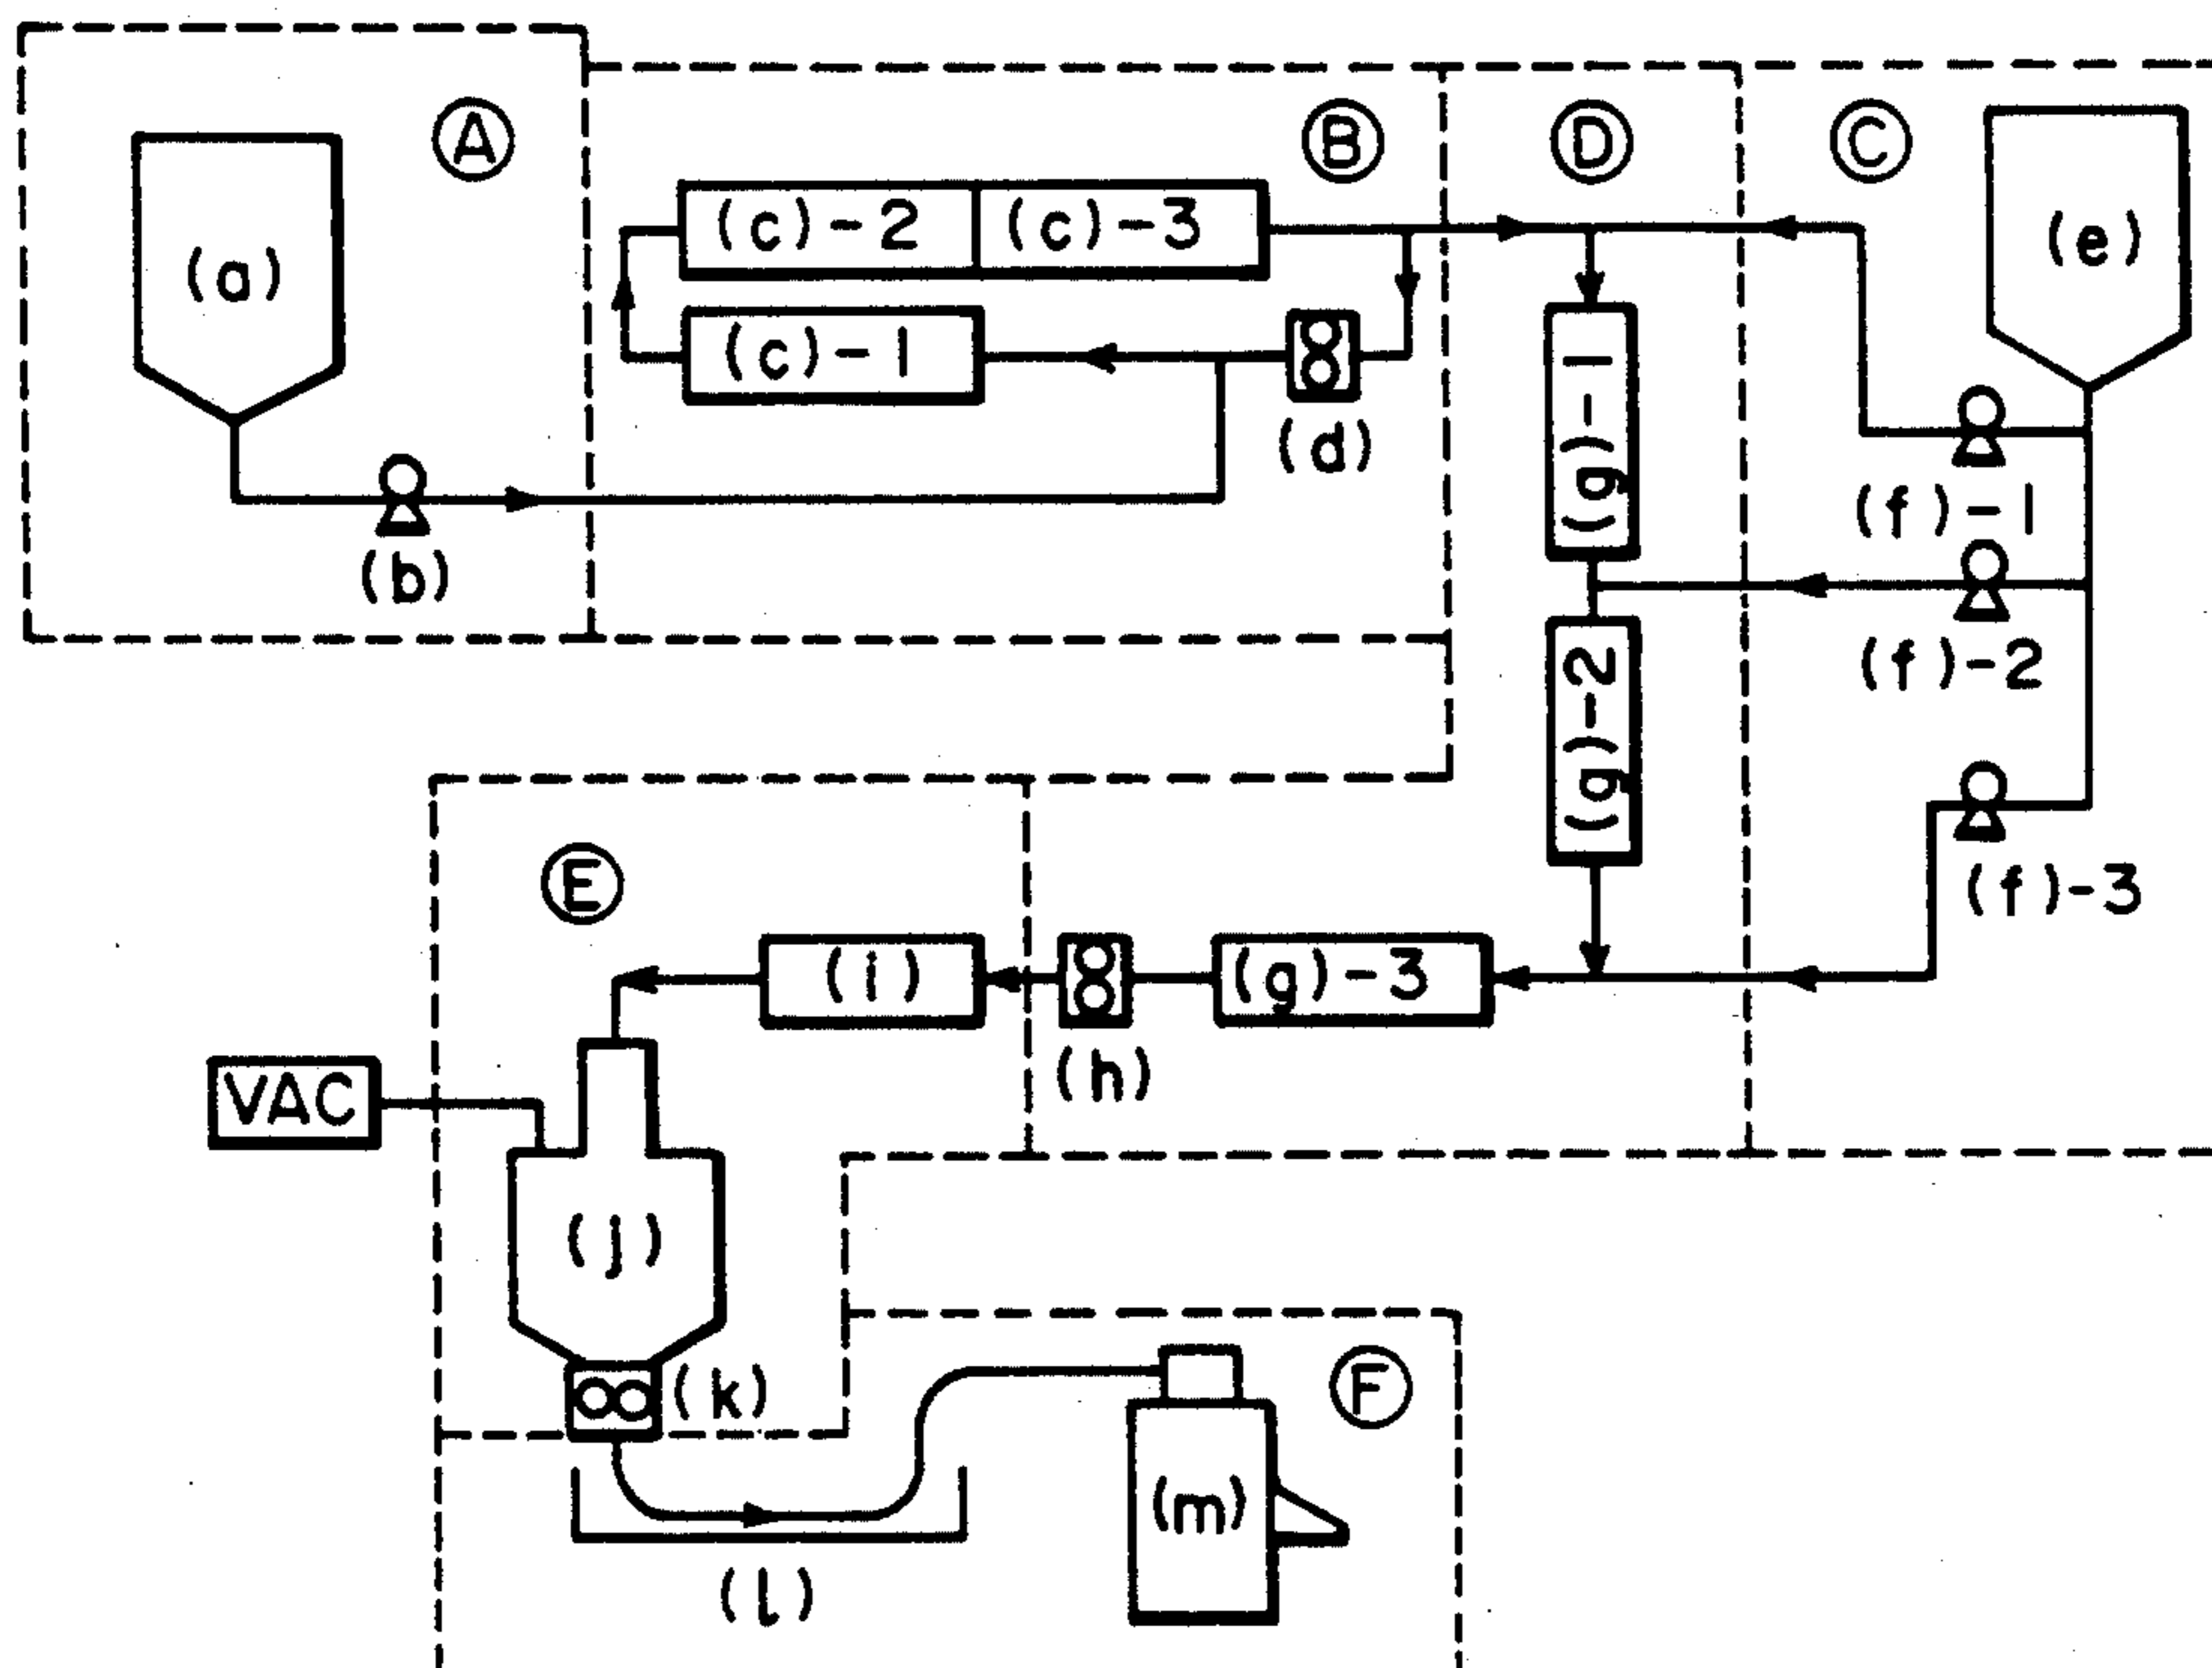 A
B
D
C
(a)
(c)-2
(c)-3
(e)
(c)-1
(d)
(g)-1
(b)
(f)-1
(f)-2
(g)-2
(f)-3
E
(i)
(g)-3
(h)
VAC
(j)
(k)
F
(m)
(l)